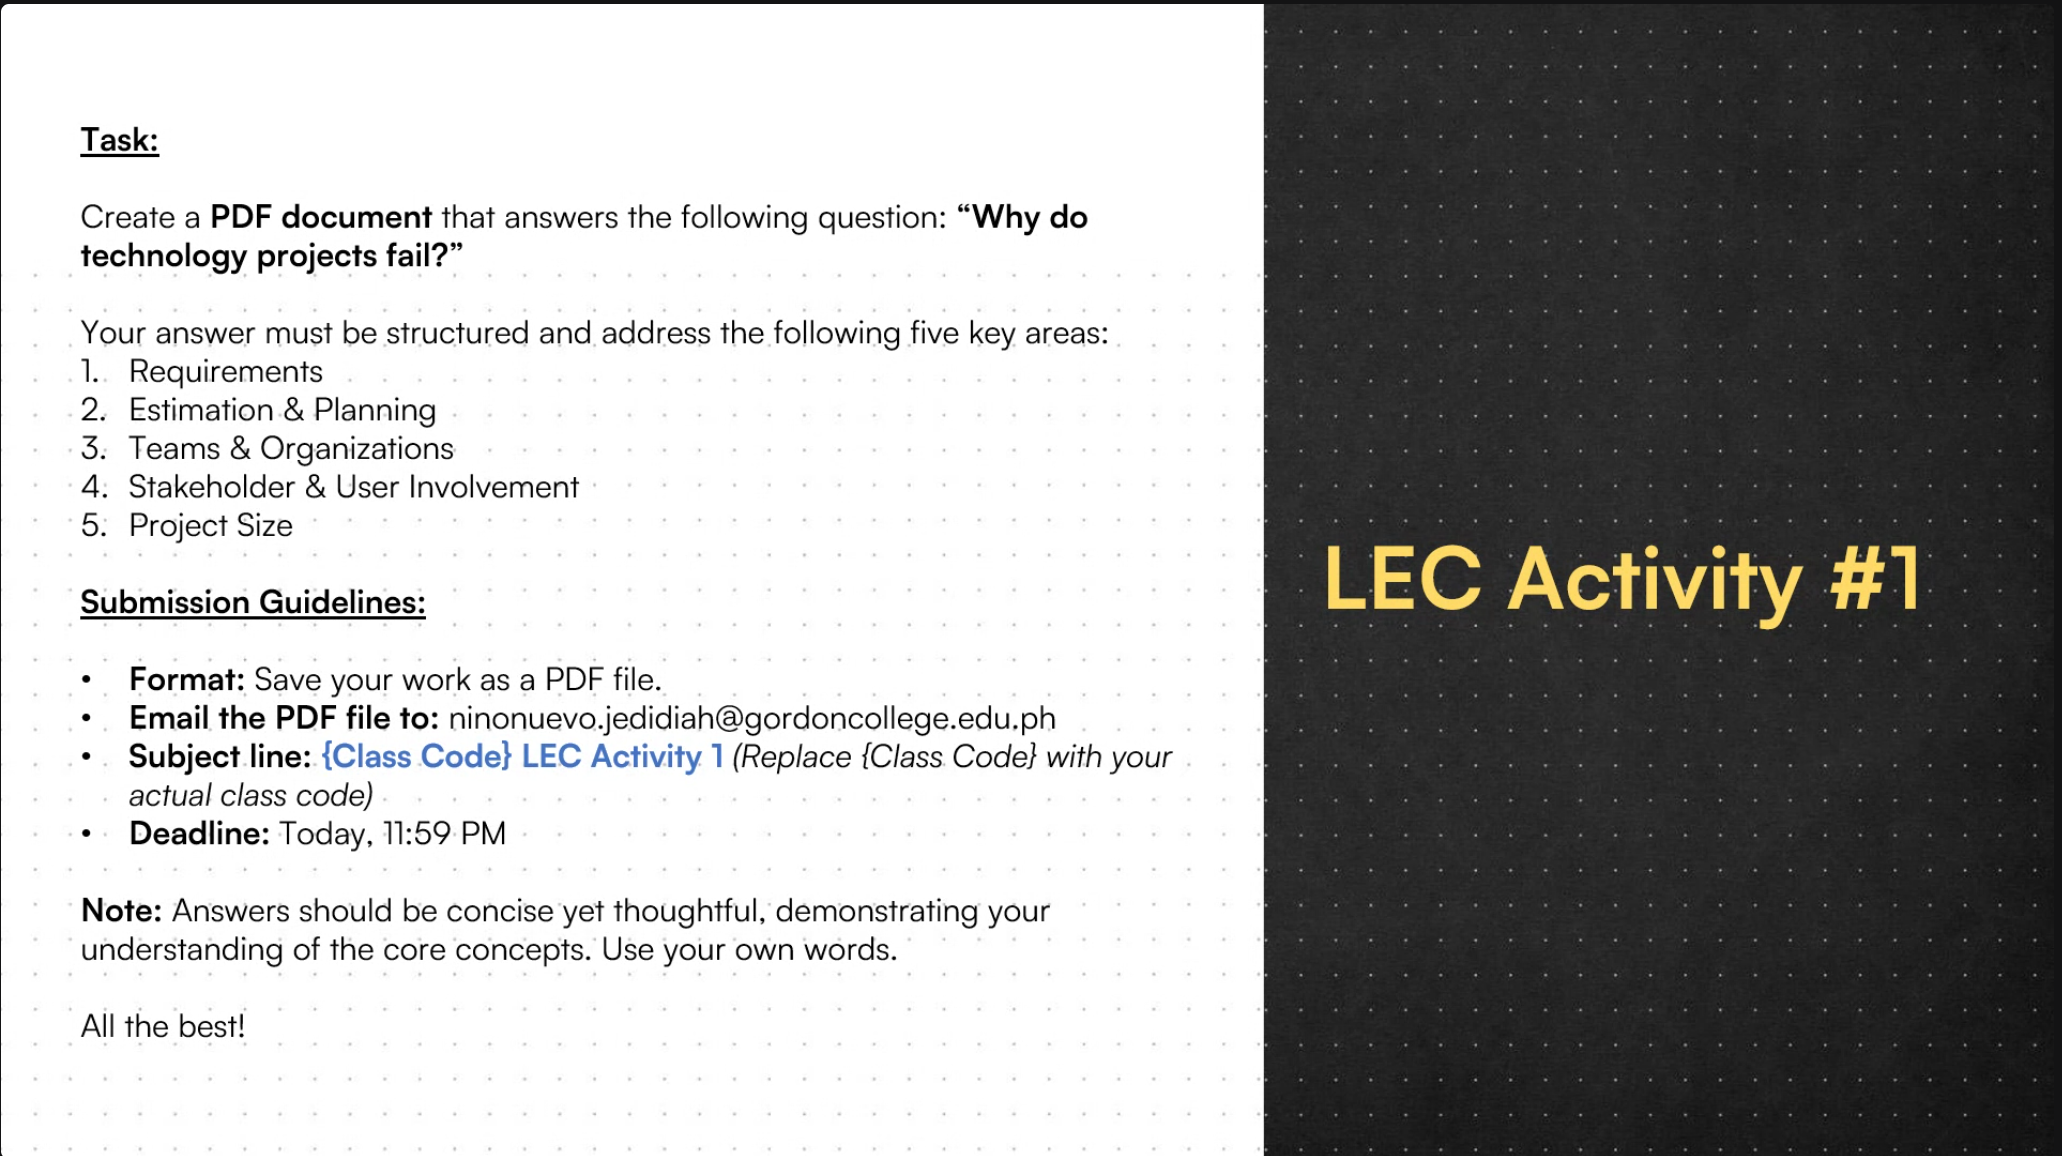 Task:
Create a PDF document that answers the following question: “Why do
technology projects fail?”
Your answer must be structured and address the following five key areas:
1. Requirements
2. Estimation & Planning
3. Teams & Organizations
4. Stakeholder & User Involvement
5. Project Size
Submission Guidelines:
• Format: Save your work as a PDF file.
• Email the PDF file to: ninonuevo.jedidiah@gordoncollege.edu.ph
• Subject line: {Class Code} LEC Activity 1 (Replace {Class Code} with your
actual class code)
• Deadline: Today, 11:59 PM
Note: Answers should be concise yet thoughtful, demonstrating your
understanding of the core concepts. Use your own words.
All the best!
LEC Activity #1